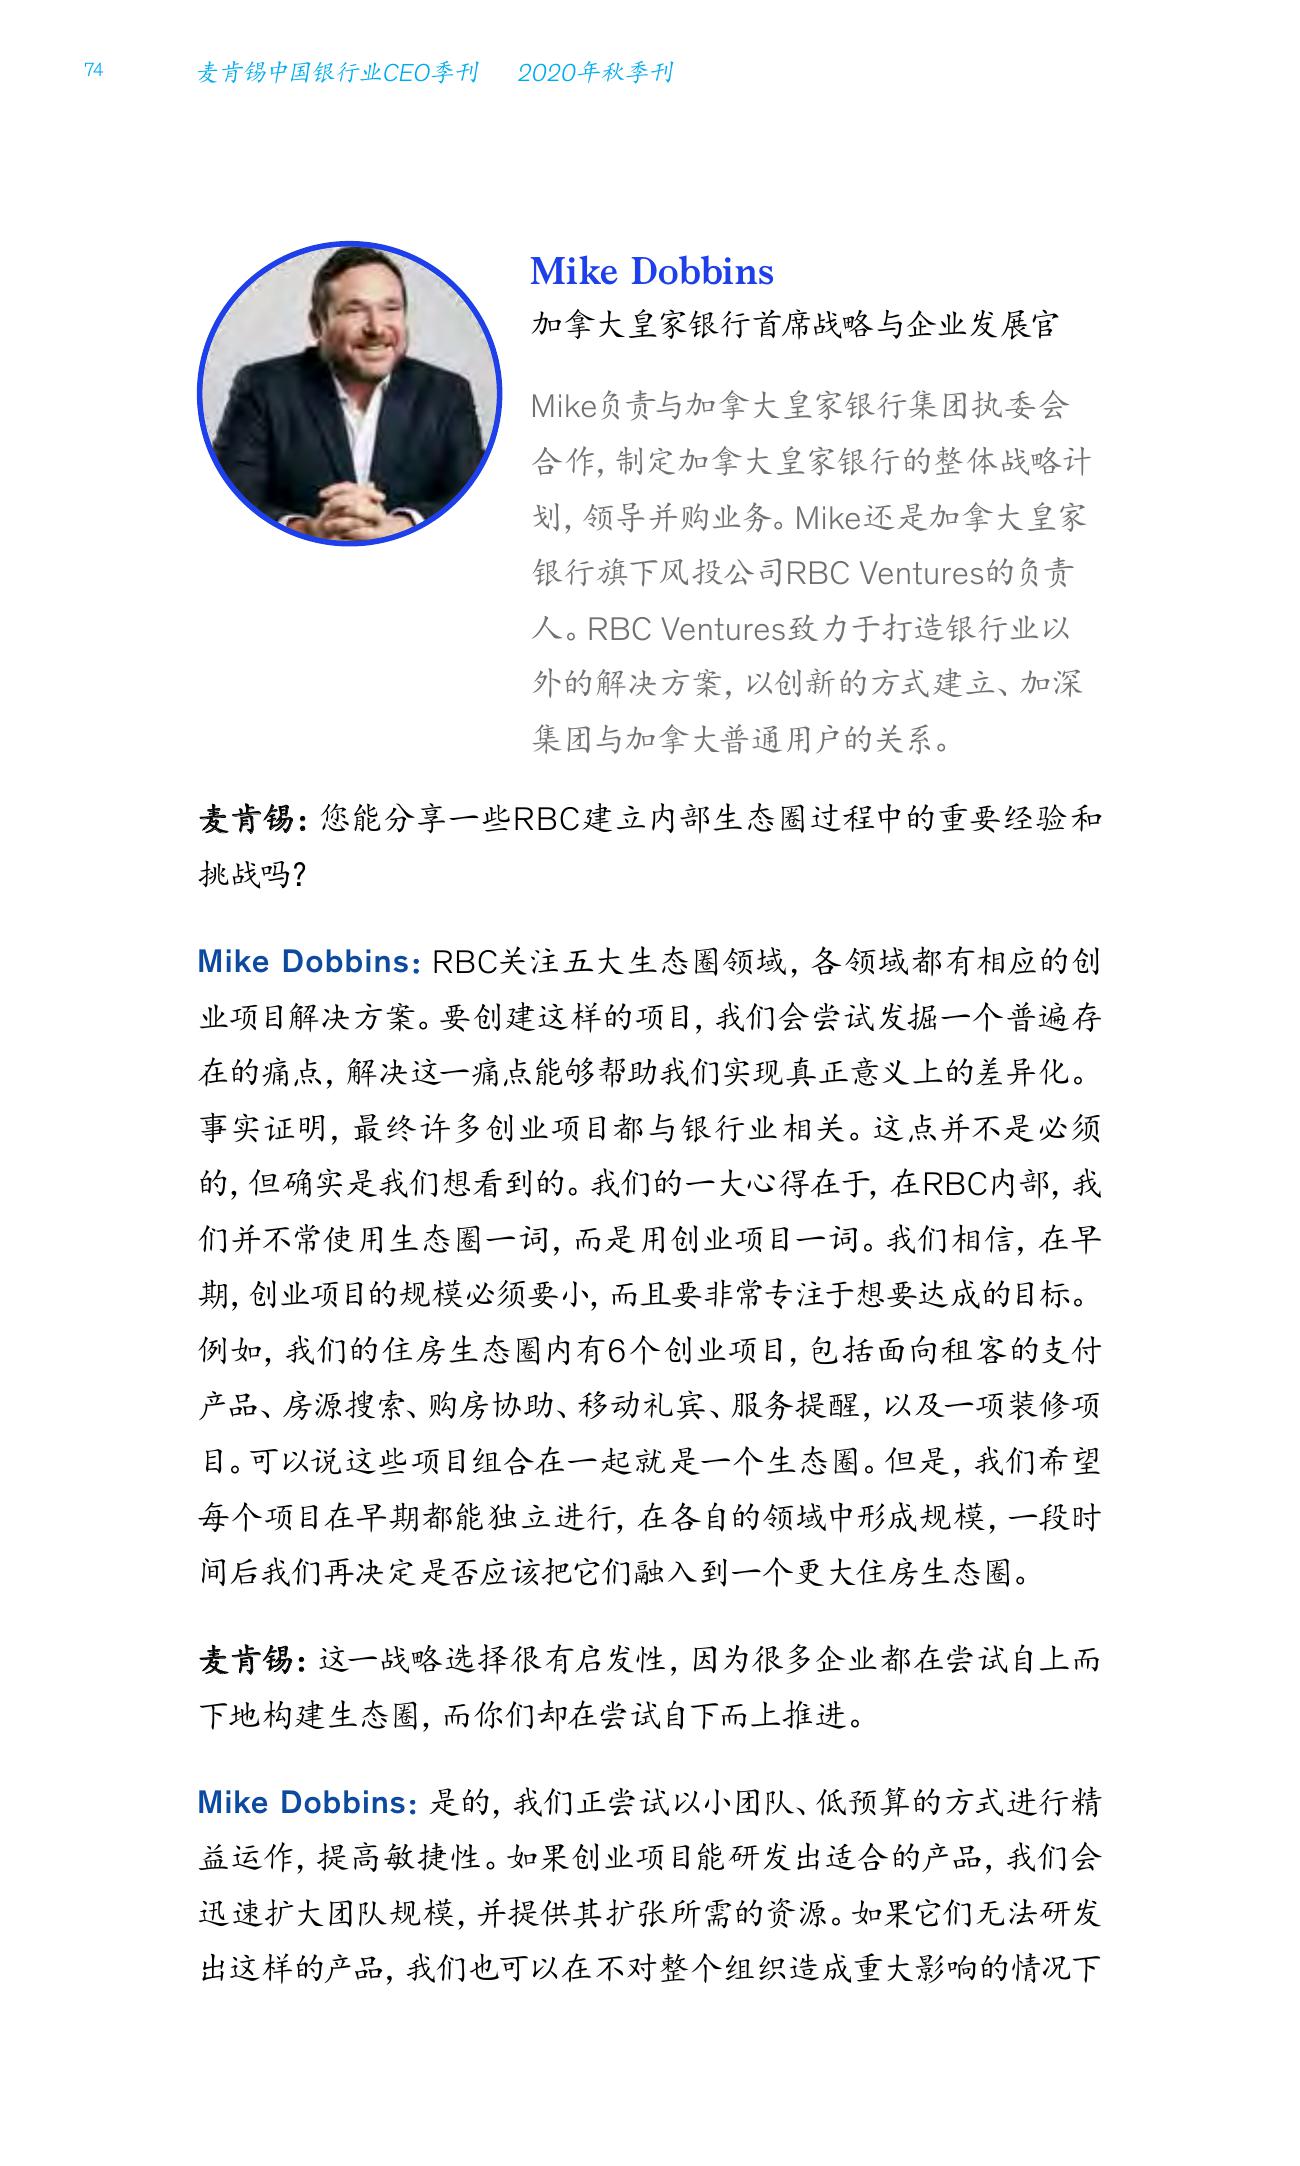 74
麦肯锡中国银行业CEO季刊 2020年秋季刊
Mike Dobbins
加拿大皇家银行首席战略与企业发展官
Mike负责与加拿大皇家银行集团执委会
合作，制定加拿大皇家银行的整体战略计
划，领导并购业务。Mike还是加拿大皇家
银行旗下风投公司RBC Ventures的负责
人。RBC Ventures致力于打造银行业以
外的解决方案，以创新的方式建立、加深
集团与加拿大普通用户的关系。
麦肯锡：您能分享一些RBC建立内部生态圈过程中的重要经验和
挑战吗？
Mike Dobbins：RBC关注五大生态圈领域，各领域都有相应的创
业项目解决方案。要创建这样的项目，我们会尝试发掘一个普遍存
在的痛点，解决这一痛点能够帮助我们实现真正意义上的差异化。
事实证明，最终许多创业项目都与银行业相关。这点并不是必须
的，但确实是我们想看到的。我们的一大心得在于，在RBC内部，我
们并不常使用生态圈一词，而是用创业项目一词。我们相信，在早
期，创业项目的规模必须要小，而且要非常专注于想要达成的目标。
例如，我们的住房生态圈内有6个创业项目，包括面向租客的支付
产品、房源搜索、购房协助、移动礼宾、服务提醒，以及一项装修项
目。可以说这些项目组合在一起就是一个生态圈。但是，我们希望
每个项目在早期都能独立进行，在各自的领域中形成规模，一段时
间后我们再决定是否应该把它们融入到一个更大住房生态圈。
麦肯锡：这一战略选择很有启发性，因为很多企业都在尝试自上而
下地构建生态圈，而你们却在尝试自下而上推进。
Mike Dobbins：是的，我们正尝试以小团队、低预算的方式进行精
益运作，提高敏捷性。如果创业项目能研发出适合的产品，我们会
迅速扩大团队规模，并提供其扩张所需的资源。如果它们无法研发
出这样的产品，我们也可以在不对整个组织造成重大影响的情况下